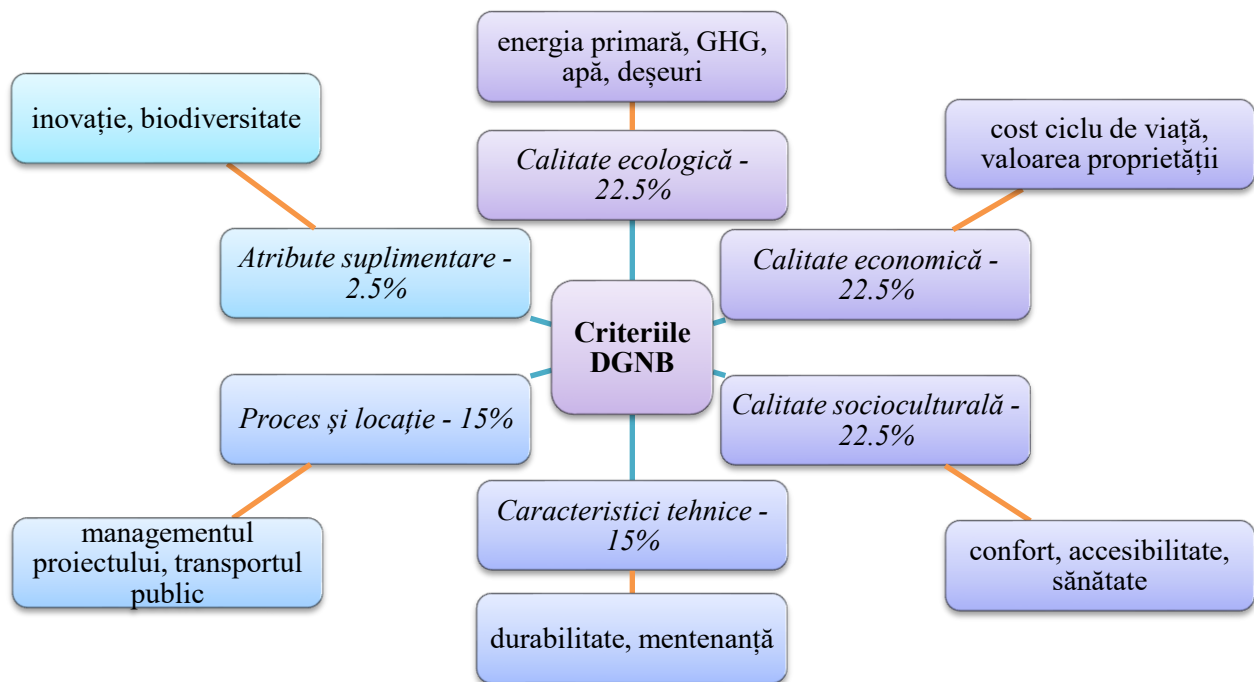 energia primară, GHG,
apă, deșeuri
inovație, biodiversitate
cost ciclu de viață,
valoarea proprietății
Calitate ecologică -
22.5%
Atribute suplimentare -
2.5%
Calitate economică -
22.5%
Criteriile
DGNB
Proces și locație - 15%
Calitate socioculturală -
22.5%
Caracteristici tehnice -
15%
managementul
proiectului, transportul
public
confort, accesibilitate,
sănătate
durabilitate, mentenanță